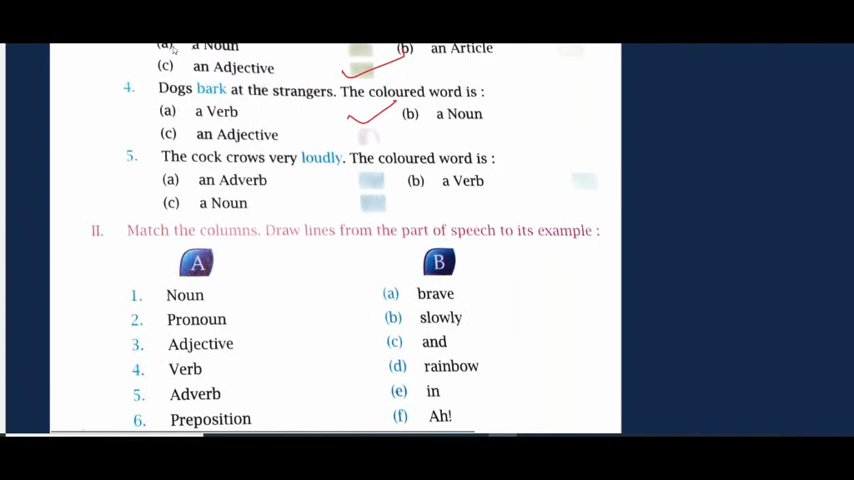 (a) a Noun (b) an Article
(c) an Adjective
4. Dogs bark at the strangers. The coloured word is :
(a) a Verb (b) a Noun
(c) an Adjective
5. The cock crows very loudly. The coloured word is :
(a) an Adverb (b) a Verb
(c) a Noun
II. Match the columns. Draw lines from the part of speech to its example :
A B
1. Noun (a) brave
2. Pronoun (b) slowly
3. Adjective (c) and
4. Verb (d) rainbow
5. Adverb (e) in
6. Preposition (f) Ah!